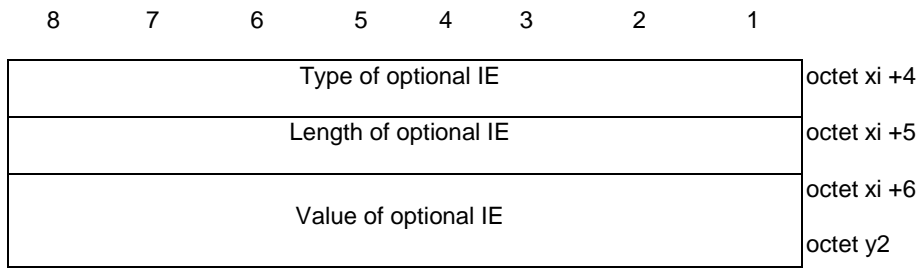 8 7 6 5 4 3 2 1
Type of optional IE octet xi +4
Length of optional IE octet xi +5
octet xi +6
Value of optional IE
octet y2